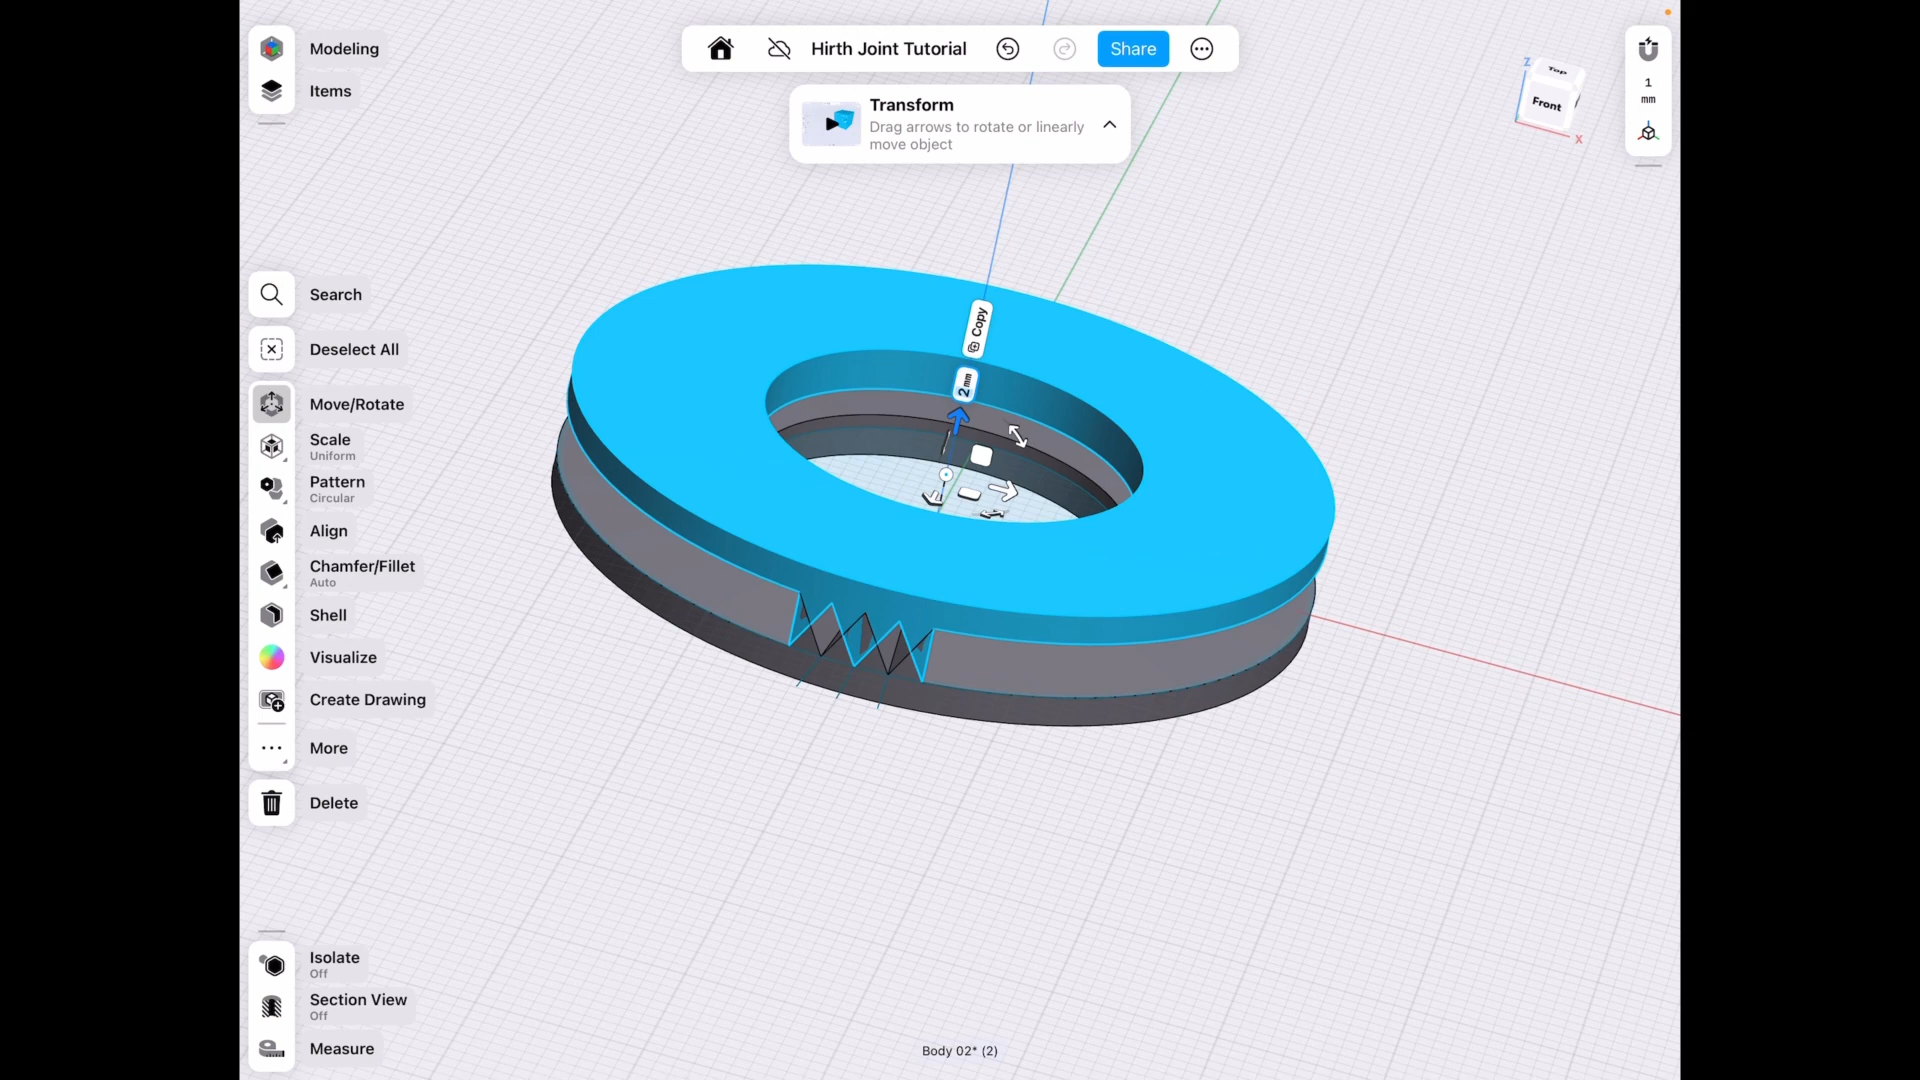 Modeling
Items
Hirth Joint Tutorial
Share
Transform
Drag arrows to rotate or linearly
move object
Z
Top
Front
X
1
mm
Search
Deselect All
Move/Rotate
Scale
Uniform
Pattern
Circular
Align
Chamfer/Fillet
Auto
Shell
Visualize
Create Drawing
More
Delete
Copy
2 mm
Isolate
Off
Section View
Off
Measure
Body 02* (2)